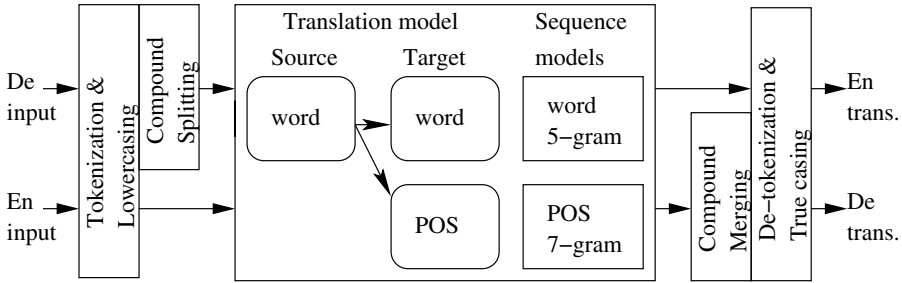 De
input
En
input
Tokenization &
Lowercasing
Compound
Splitting
Translation model
Source
Target
word
word
POS
Sequence
models
word
5−gram
POS
7−gram
Compound
Merging
De−tokenization &
True casing
En
trans.
De
trans.